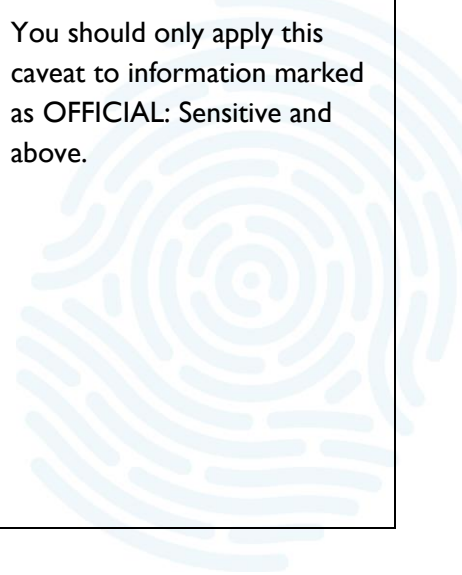 You should only apply this
caveat to information marked
as OFFICIAL: Sensitive and
above.